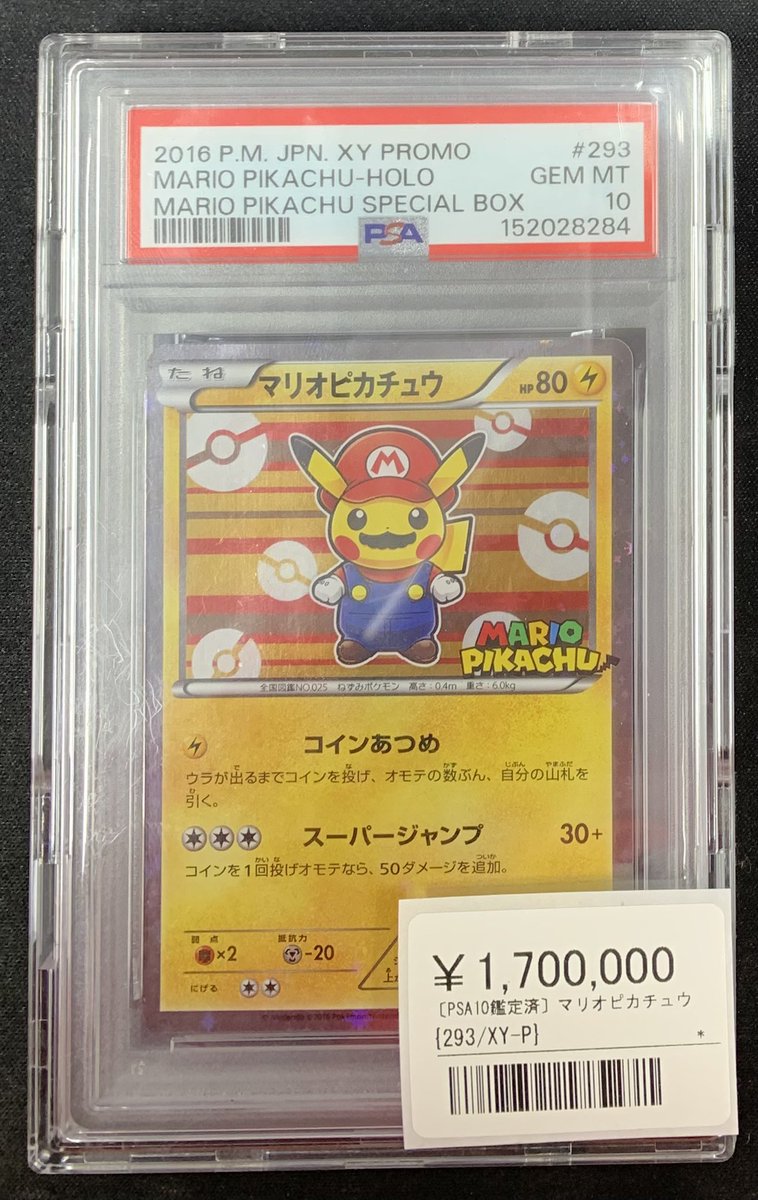 2016 P.M. JPN. XY PROMO #293
MARIO PIKACHU-HOLO GEM MT
MARIO PIKACHU SPECIAL BOX 10
PSA 152028284
たね マリオピカチュウ HP80
M
MARIO
PIKACHU
全国図鑑NO.025 ねずみポケモン 高さ:0.4m 重さ:6.0kg
コインあつめ
ウラが出るまでコインを投げ、オモテの数ぶん、自分の山札を
引く。
スーパージャンプ 30+
コインを1回投げオモテなら、50ダメージを追加。
弱点 抵抗力
×2 -20
にげる
¥1,700,000
[PSA10鑑定済] マリオピカチュウ
{293/XY-P} *